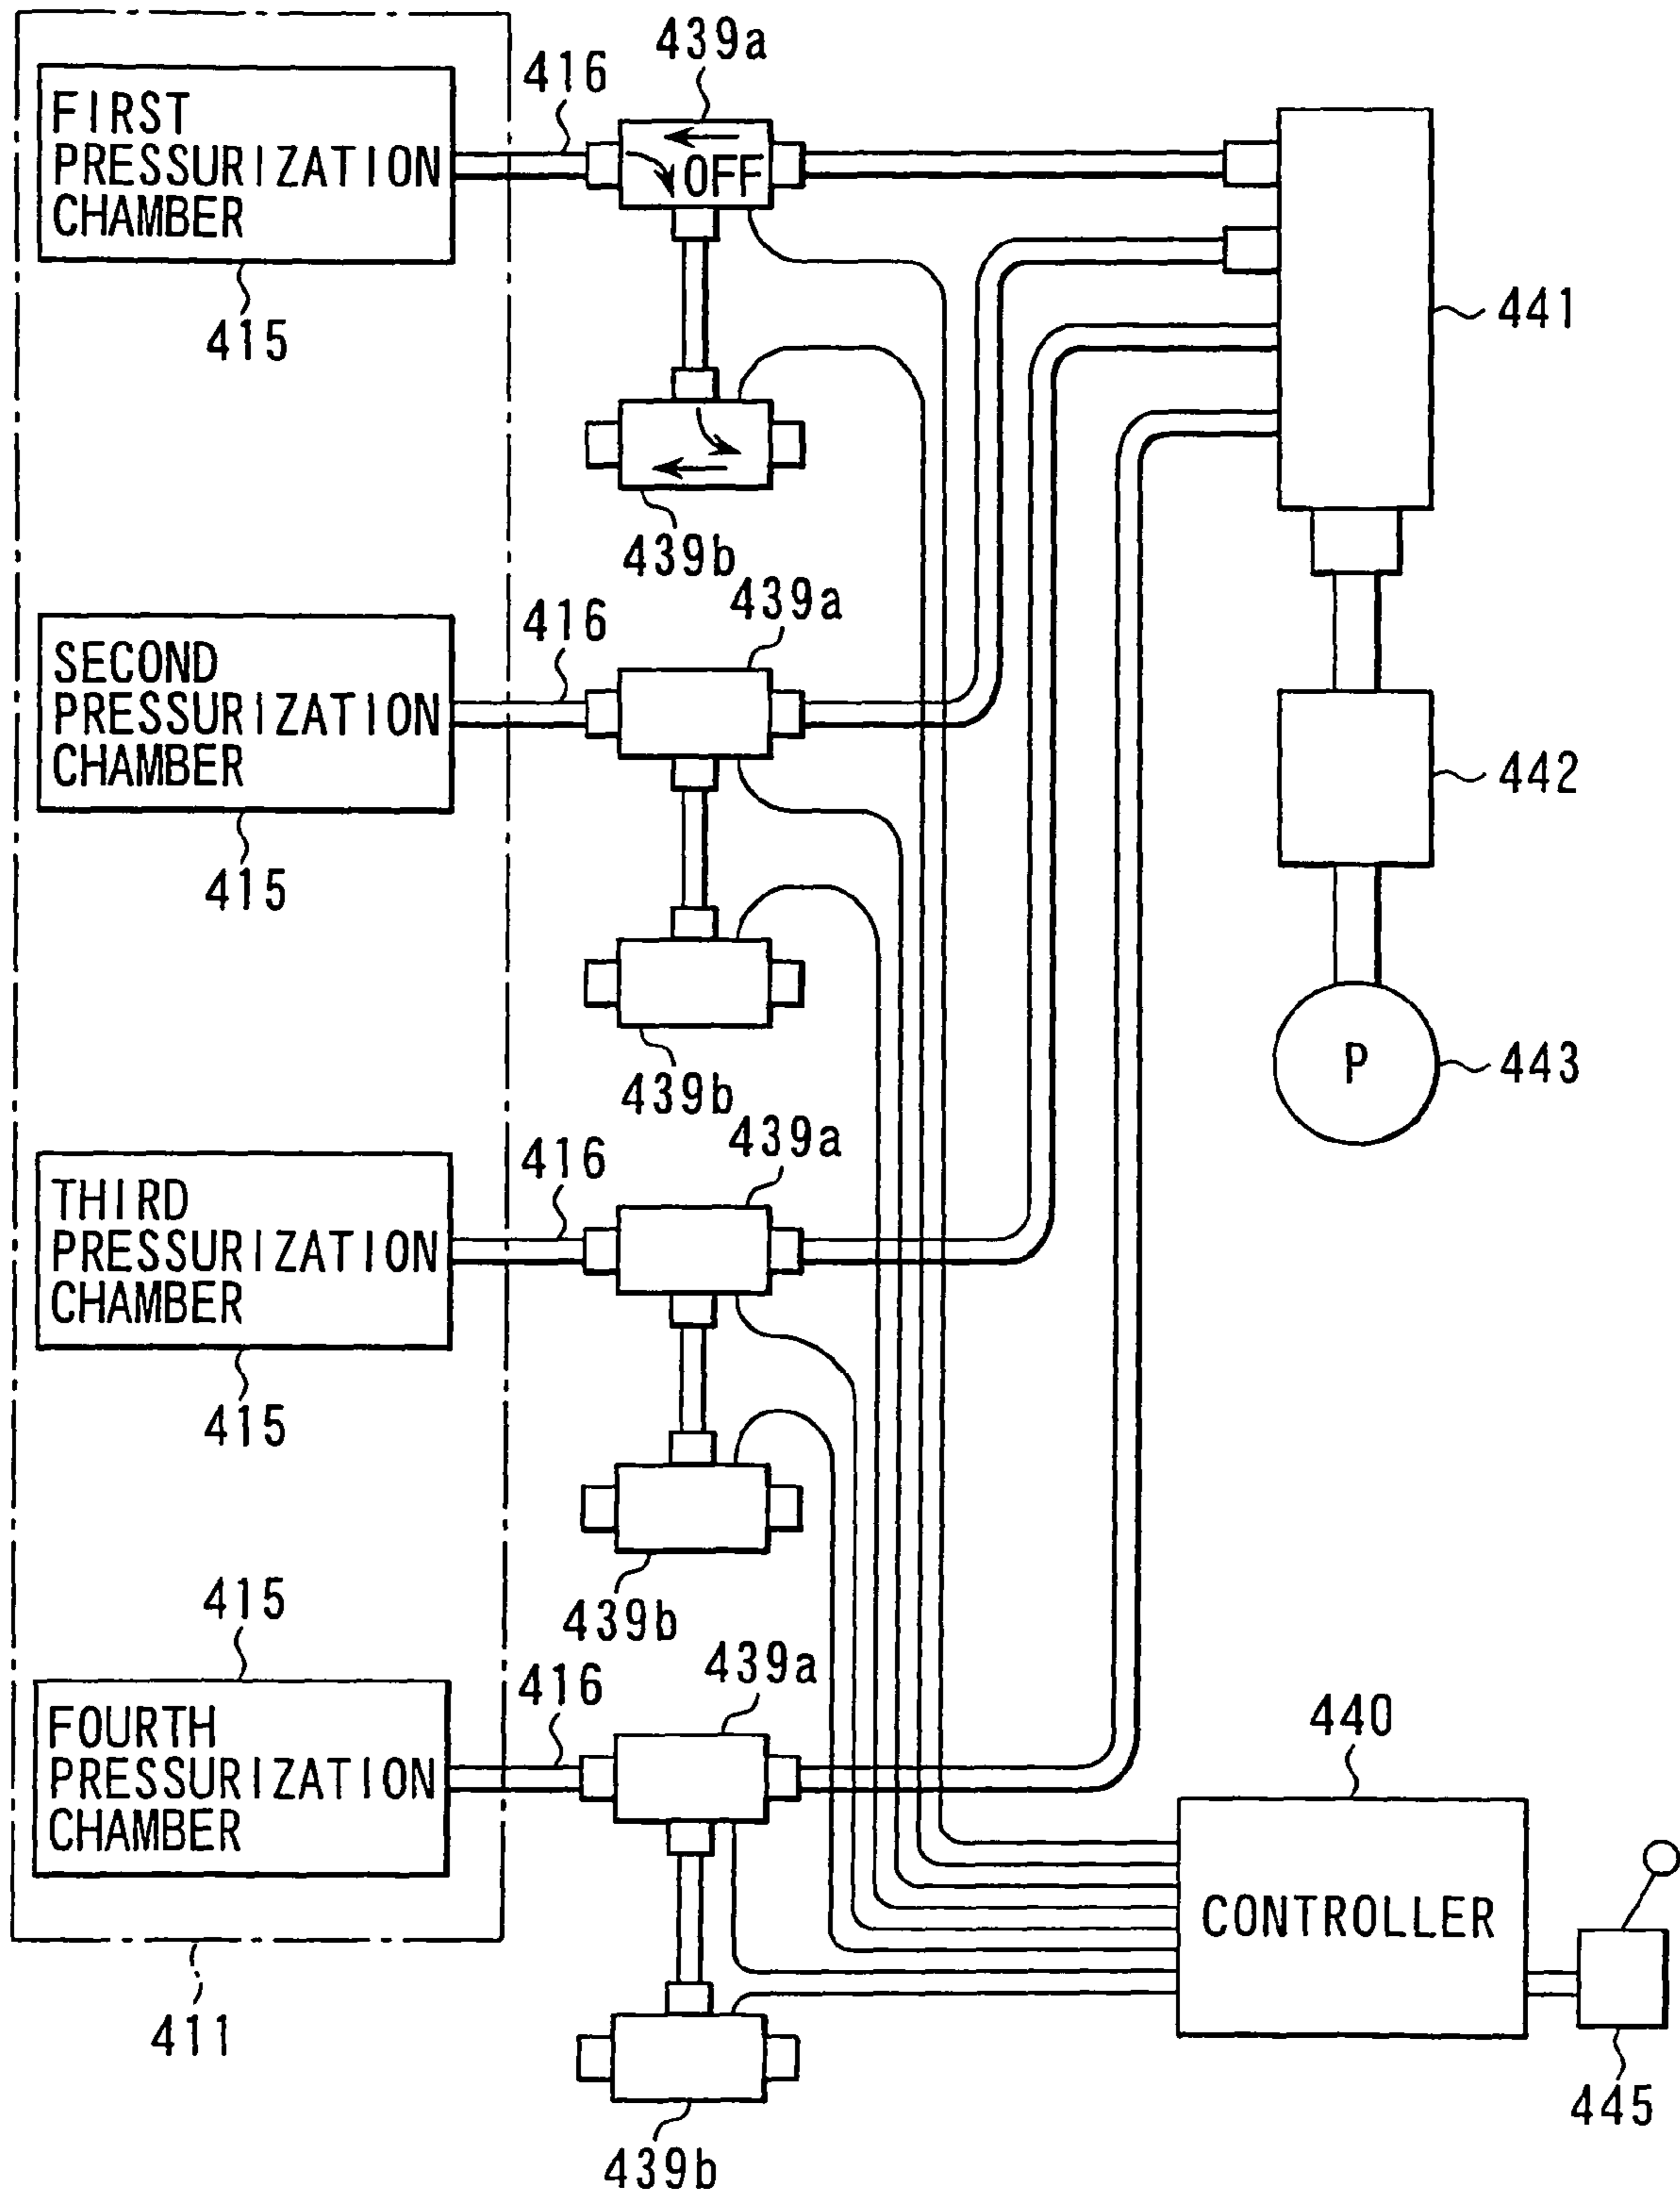 439a
416
FIRST
PRESSURIZATION
CHAMBER
OFF
415
441
439b
439a
416
SECOND
PRESSURIZATION
CHAMBER
442
415
P
443
439b
439a
416
THIRD
PRESSURIZATION
CHAMBER
415
439b
415
439a
416
FOURTH
PRESSURIZATION
CHAMBER
440
CONTROLLER
411
445
439b